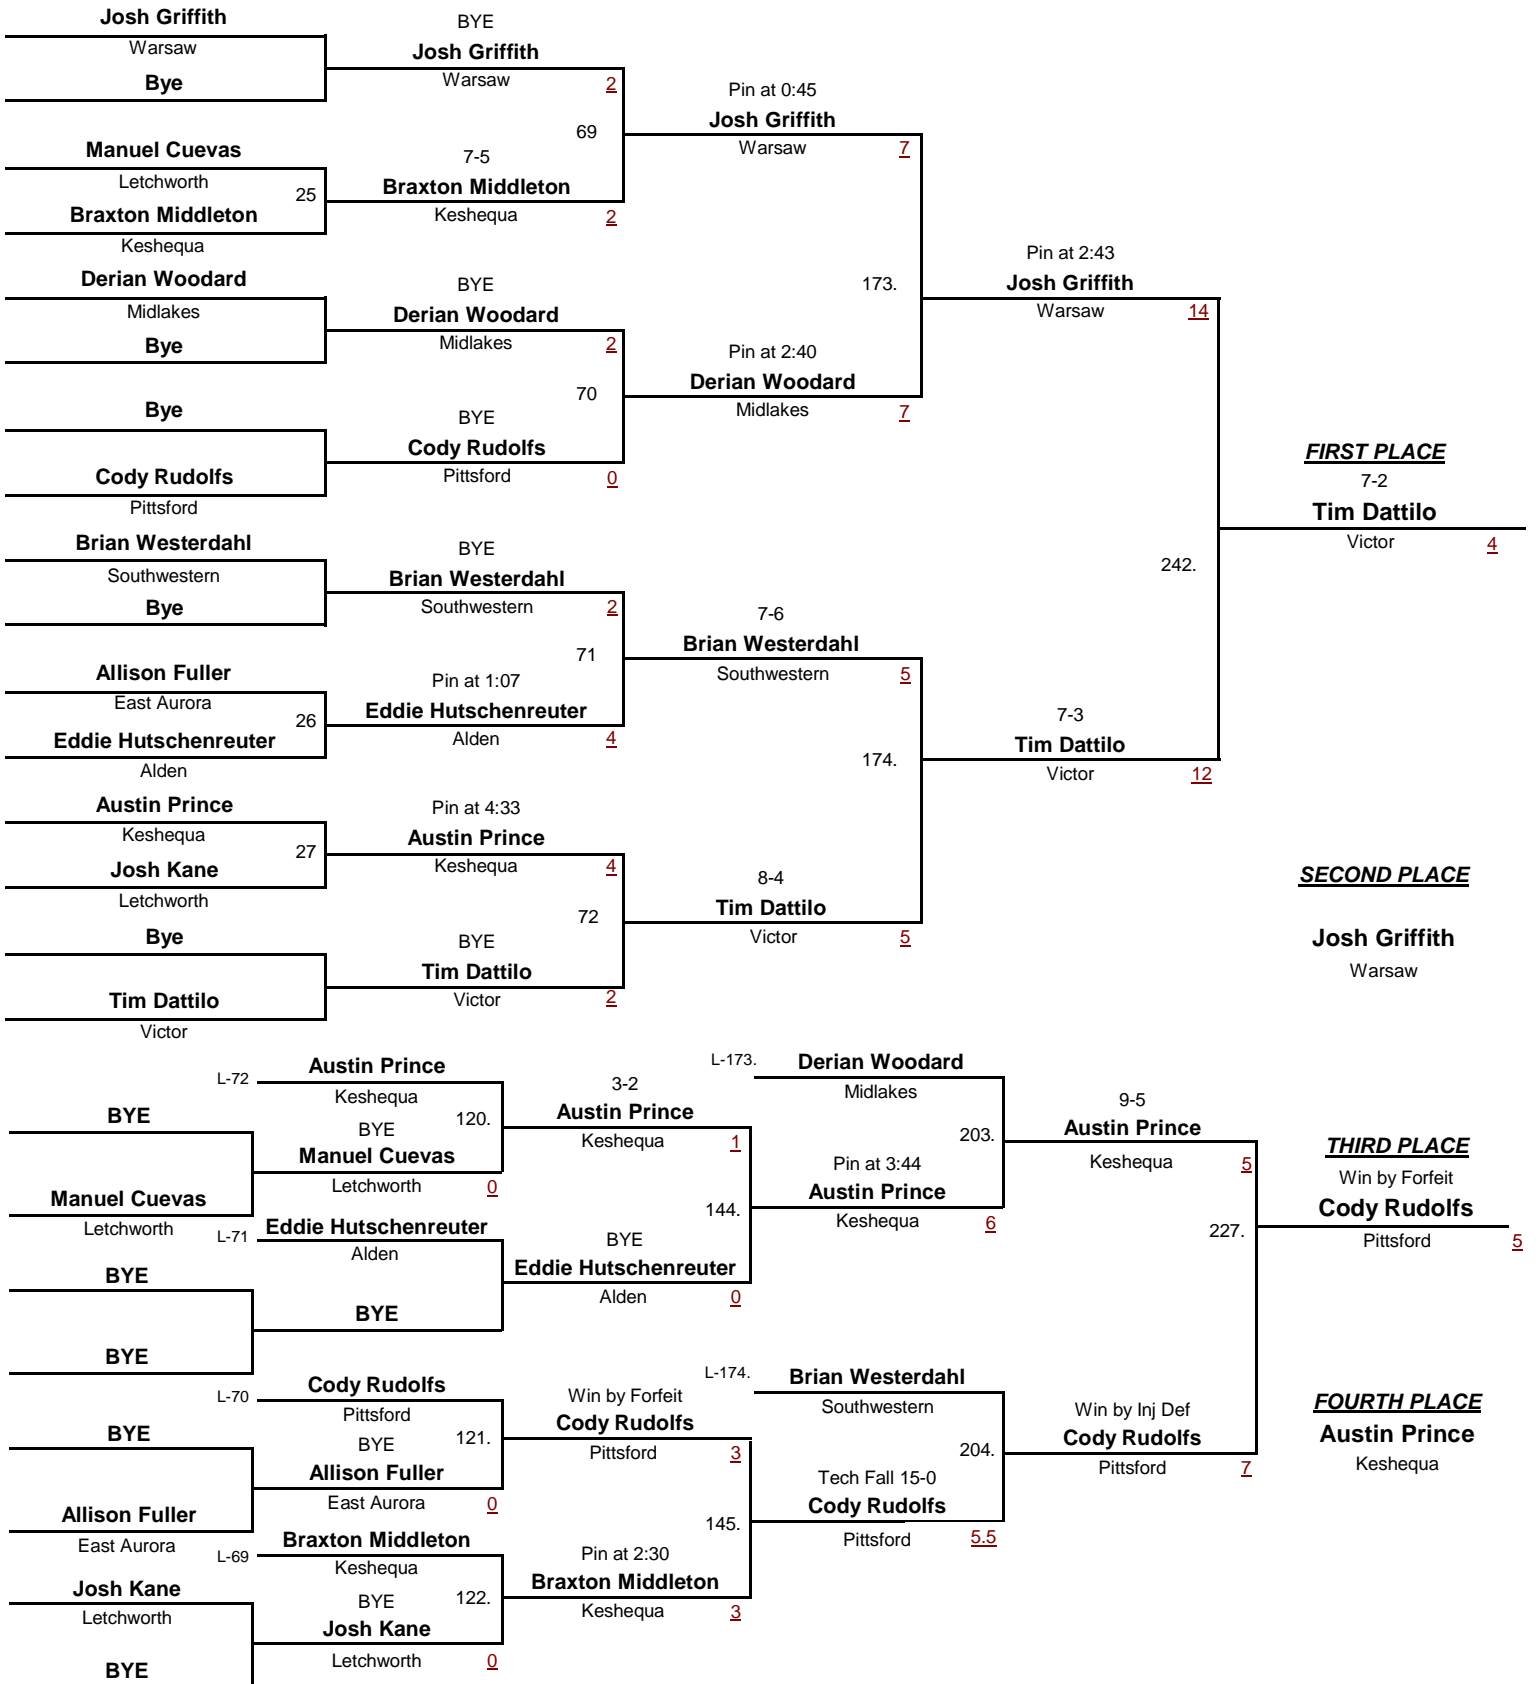 Josh Griffith
Warsaw
Bye
BYE
Josh Griffith
Warsaw
2
Manuel Cuevas
Letchworth
25
Braxton Middleton
Keshequa
7-5
Braxton Middleton
Keshequa
2
69
Pin at 0:45
Josh Griffith
Warsaw
7
Derian Woodard
Midlakes
Bye
BYE
Derian Woodard
Midlakes
2
Bye
Cody Rudolfs
Pittsford
BYE
Cody Rudolfs
Pittsford
0
70
Pin at 2:40
Derian Woodard
Midlakes
7
173.
Pin at 2:43
Josh Griffith
Warsaw
14
Brian Westerdahl
Southwestern
Bye
BYE
Brian Westerdahl
Southwestern
2
Allison Fuller
East Aurora
26
Eddie Hutschenreuter
Alden
Pin at 1:07
Eddie Hutschenreuter
Alden
4
71
7-6
Brian Westerdahl
Southwestern
5
Austin Prince
Keshequa
27
Josh Kane
Letchworth
Pin at 4:33
Austin Prince
Keshequa
4
Bye
Tim Dattilo
Victor
BYE
Tim Dattilo
Victor
2
72
8-4
Tim Dattilo
Victor
5
174.
7-3
Tim Dattilo
Victor
12
242.
FIRST PLACE
7-2
Tim Dattilo
Victor
4
SECOND PLACE
Josh Griffith
Warsaw
L-72
Austin Prince
Keshequa
BYE
Manuel Cuevas
Letchworth
BYE
Manuel Cuevas
Letchworth
0
120.
3-2
Austin Prince
Keshequa
1
L-71
Eddie Hutschenreuter
Alden
BYE
BYE
BYE
BYE
Eddie Hutschenreuter
Alden
0
144.
L-173.
Derian Woodard
Midlakes
Pin at 3:44
Austin Prince
Keshequa
6
203.
9-5
Austin Prince
Keshequa
5
L-70
Cody Rudolfs
Pittsford
BYE
Allison Fuller
East Aurora
BYE
Allison Fuller
East Aurora
0
121.
Win by Forfeit
Cody Rudolfs
Pittsford
3
L-69
Braxton Middleton
Keshequa
Josh Kane
Letchworth
BYE
BYE
Josh Kane
Letchworth
0
122.
Pin at 2:30
Braxton Middleton
Keshequa
3
145.
L-174.
Brian Westerdahl
Southwestern
Tech Fall 15-0
Cody Rudolfs
Pittsford
5.5
204.
Win by Inj Def
Cody Rudolfs
Pittsford
7
227.
THIRD PLACE
Win by Forfeit
Cody Rudolfs
Pittsford
5
FOURTH PLACE
Austin Prince
Keshequa